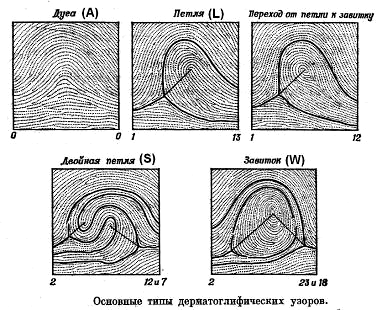 Дуга (A) Петля (L) Переход от петли к завитку
0 0 1 13 1 12
Двойная петля (S) Завиток (W)
2 12 и 7 2 23 и 18
Основные типы дерматоглифических узоров.